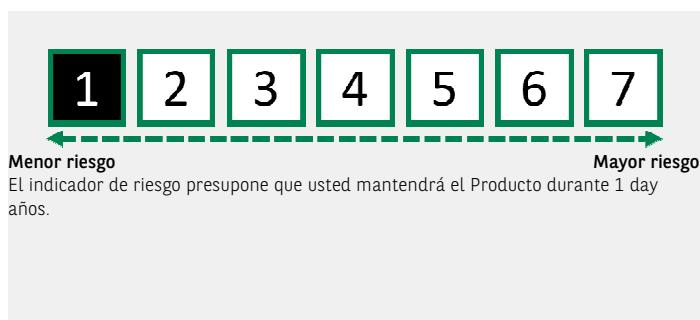 1 2 3 4 5 6 7
Menor riesgo Mayor riesgo
El indicador de riesgo presupone que usted mantendrá el Producto durante 1 day
años.